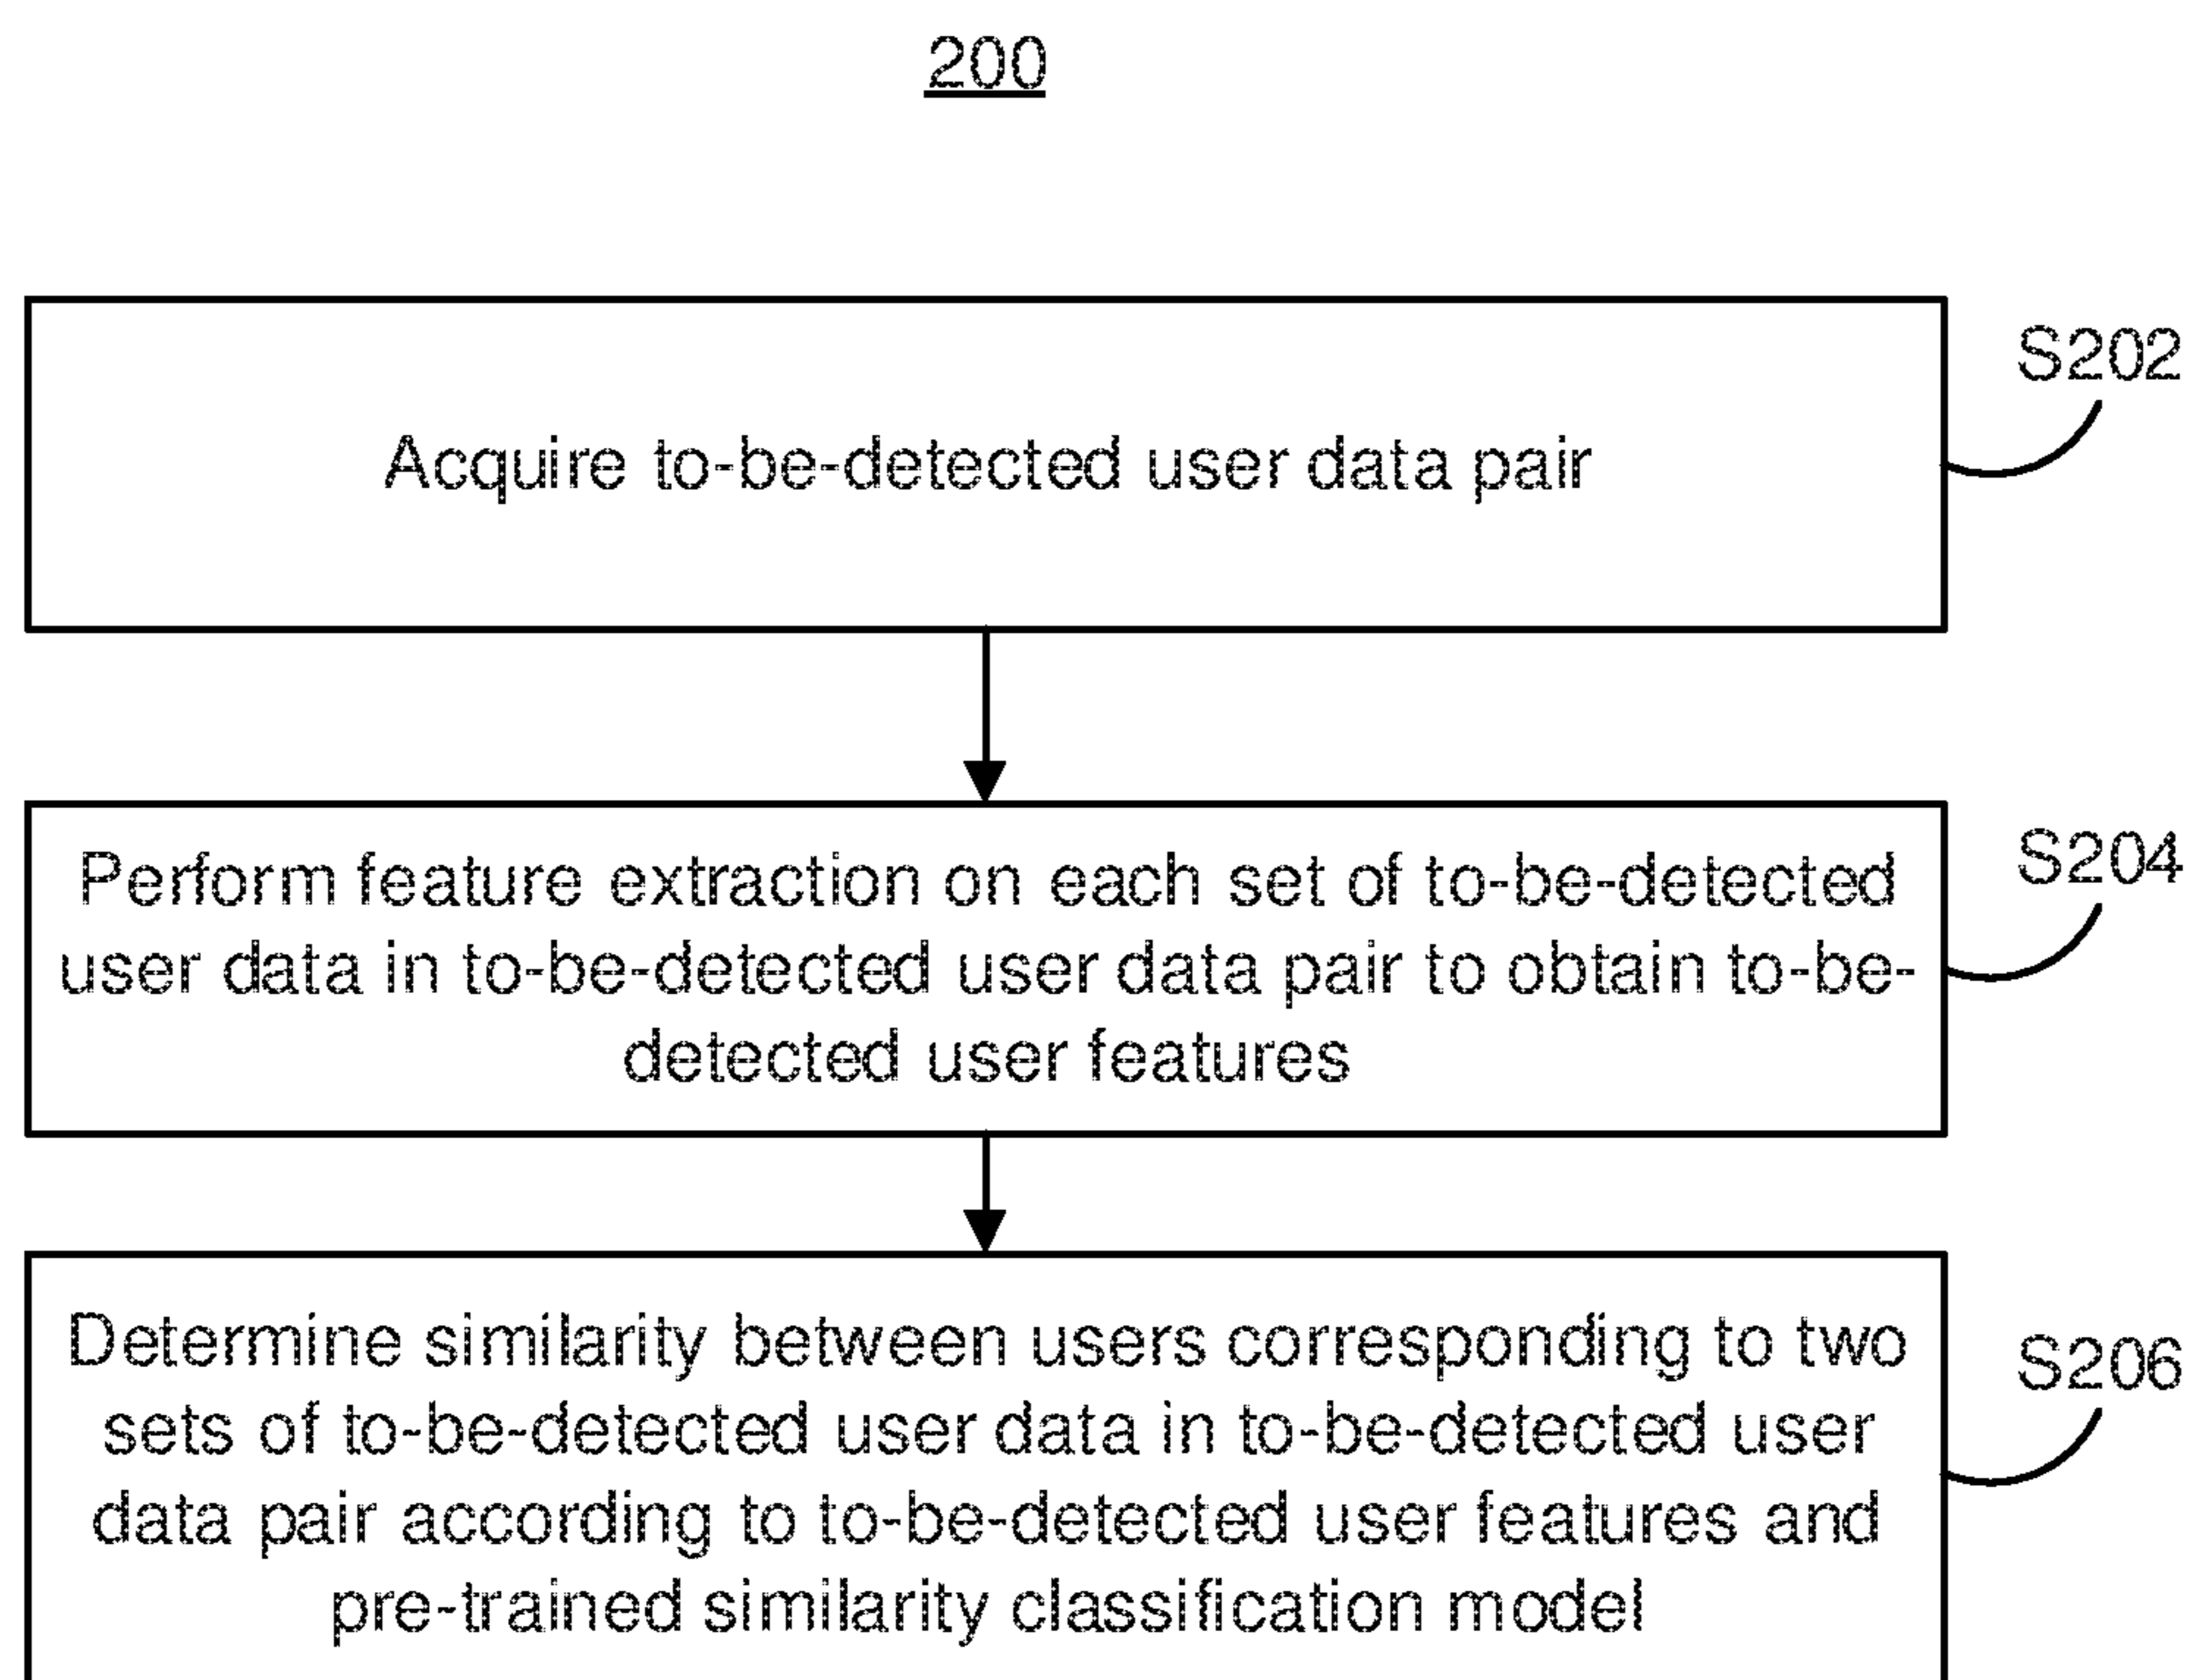 200
S202
Acquire to-be-detected user data pair
S204
Perform feature extraction on each set of to-be-detected
user data in to-be-detected user data pair to obtain to-be-
detected user features
S206
Determine similarity between users corresponding to two
sets of to-be-detected user data in to-be-detected user
data pair according to to-be-detected user features and
pre-trained similarity classification model